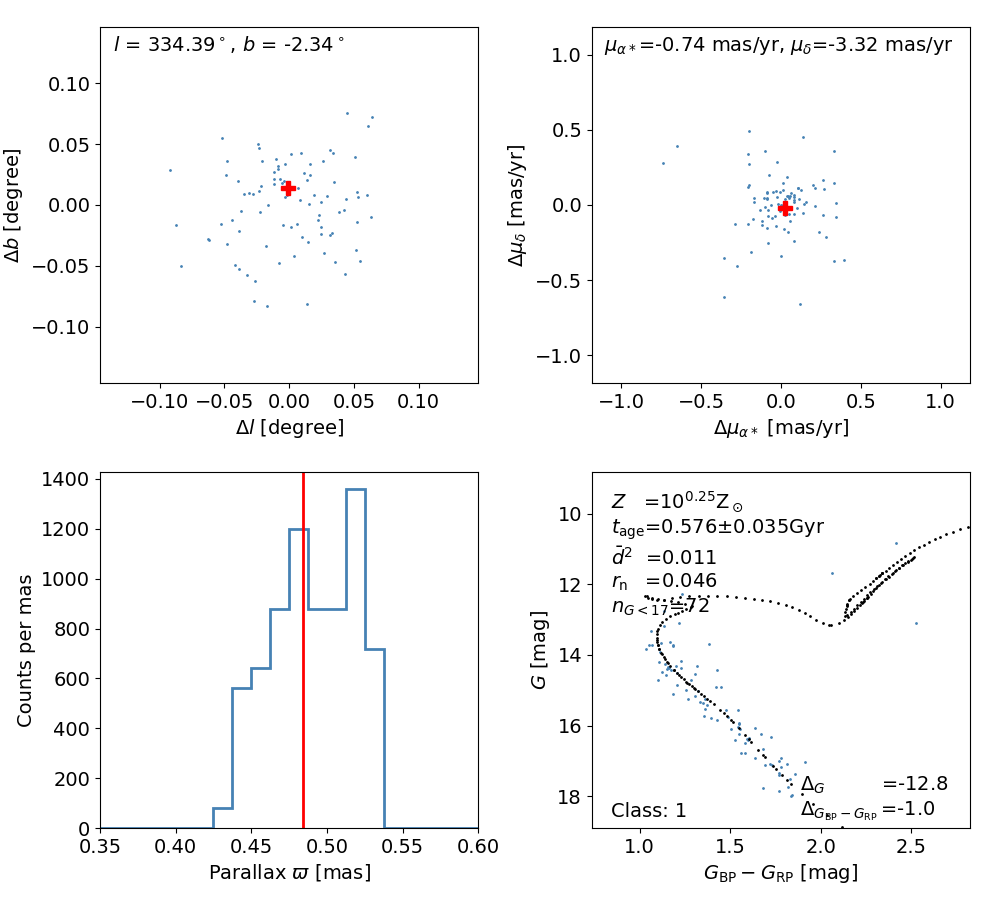 l = 334.39°, b = -2.34°
0.10
0.05
0.00
−0.05
−0.10
Δb [degree]
−0.10 −0.05 0.00 0.05 0.10
Δl [degree]
μα*=-0.74 mas/yr, μδ=-3.32 mas/yr
1.0
0.5
0.0
−0.5
−1.0
Δμδ [mas/yr]
−1.0 −0.5 0.0 0.5 1.0
Δμα* [mas/yr]
1400
1200
1000
800
600
400
200
0
Counts per mas
0.35 0.40 0.45 0.50 0.55 0.60
Parallax ϖ [mas]
Z =10^0.25Z⊙
t_age=0.576±0.035Gyr
d̄² =0.011
r_n =0.046
n_G<17=72
10
12
14
16
18
G [mag]
Δ_G =-12.8
Δ_GBP−GRP =-1.0
Class: 1
1.0 1.5 2.0 2.5
G_BP − G_RP [mag]